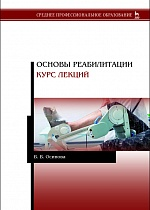 СРЕДНЕЕ ПРОФЕССИОНАЛЬНОЕ ОБРАЗОВАНИЕ
ОСНОВЫ РЕАБИЛИТАЦИИ
КУРС ЛЕКЦИЙ
В. В. Осипова